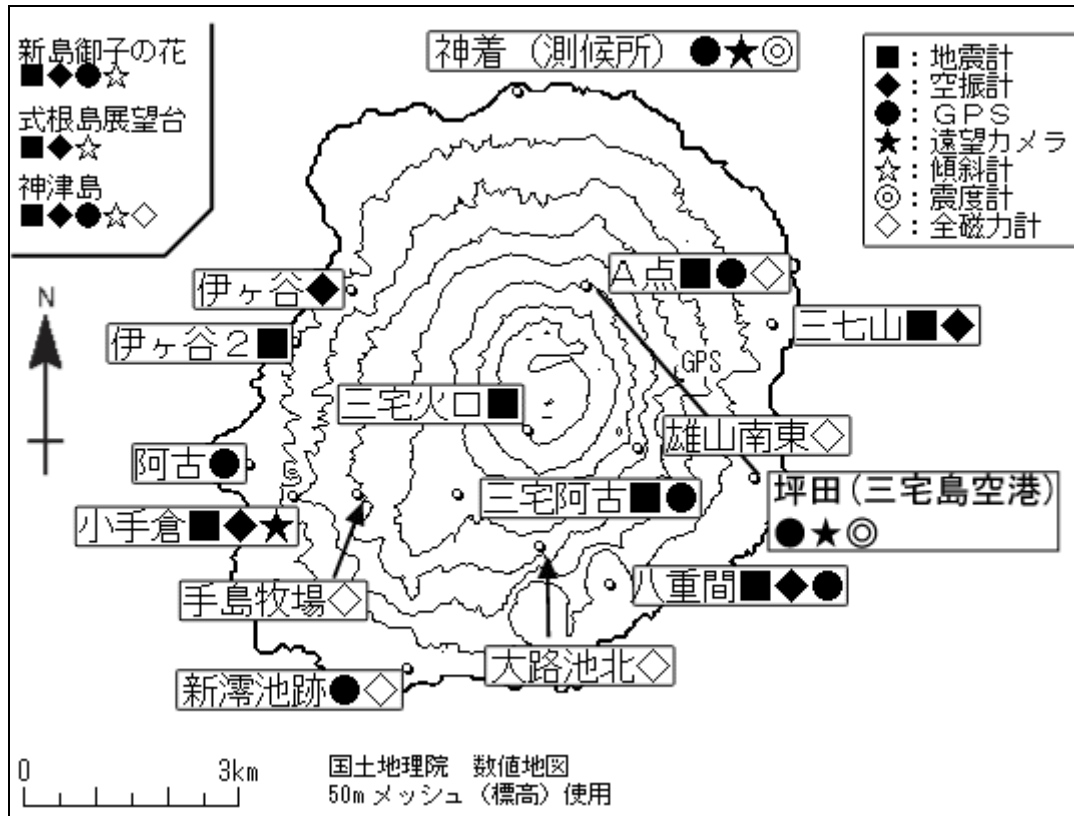 新島御子の花
■◆●☆
式根島展望台
■◆☆
神津島
■◆●☆◇
神着（測候所） ●★◎
■：地震計
◆：空振計
●：ＧＰＳ
★：遠望カメラ
☆：傾斜計
◎：震度計
◇：全磁力計
N
伊ヶ谷◆
Ａ点■●◇
伊ヶ谷２■
三七山■◆
GPS
三宅火口■
雄山南東◇
阿古●
三宅阿古■●
坪田(三宅島空港)
●★◎
小手倉■◆★
手島牧場◇
八重間■◆●
大路池北◇
新澪池跡●◇
0 3km
国土地理院 数値地図
50mメッシュ（標高）使用